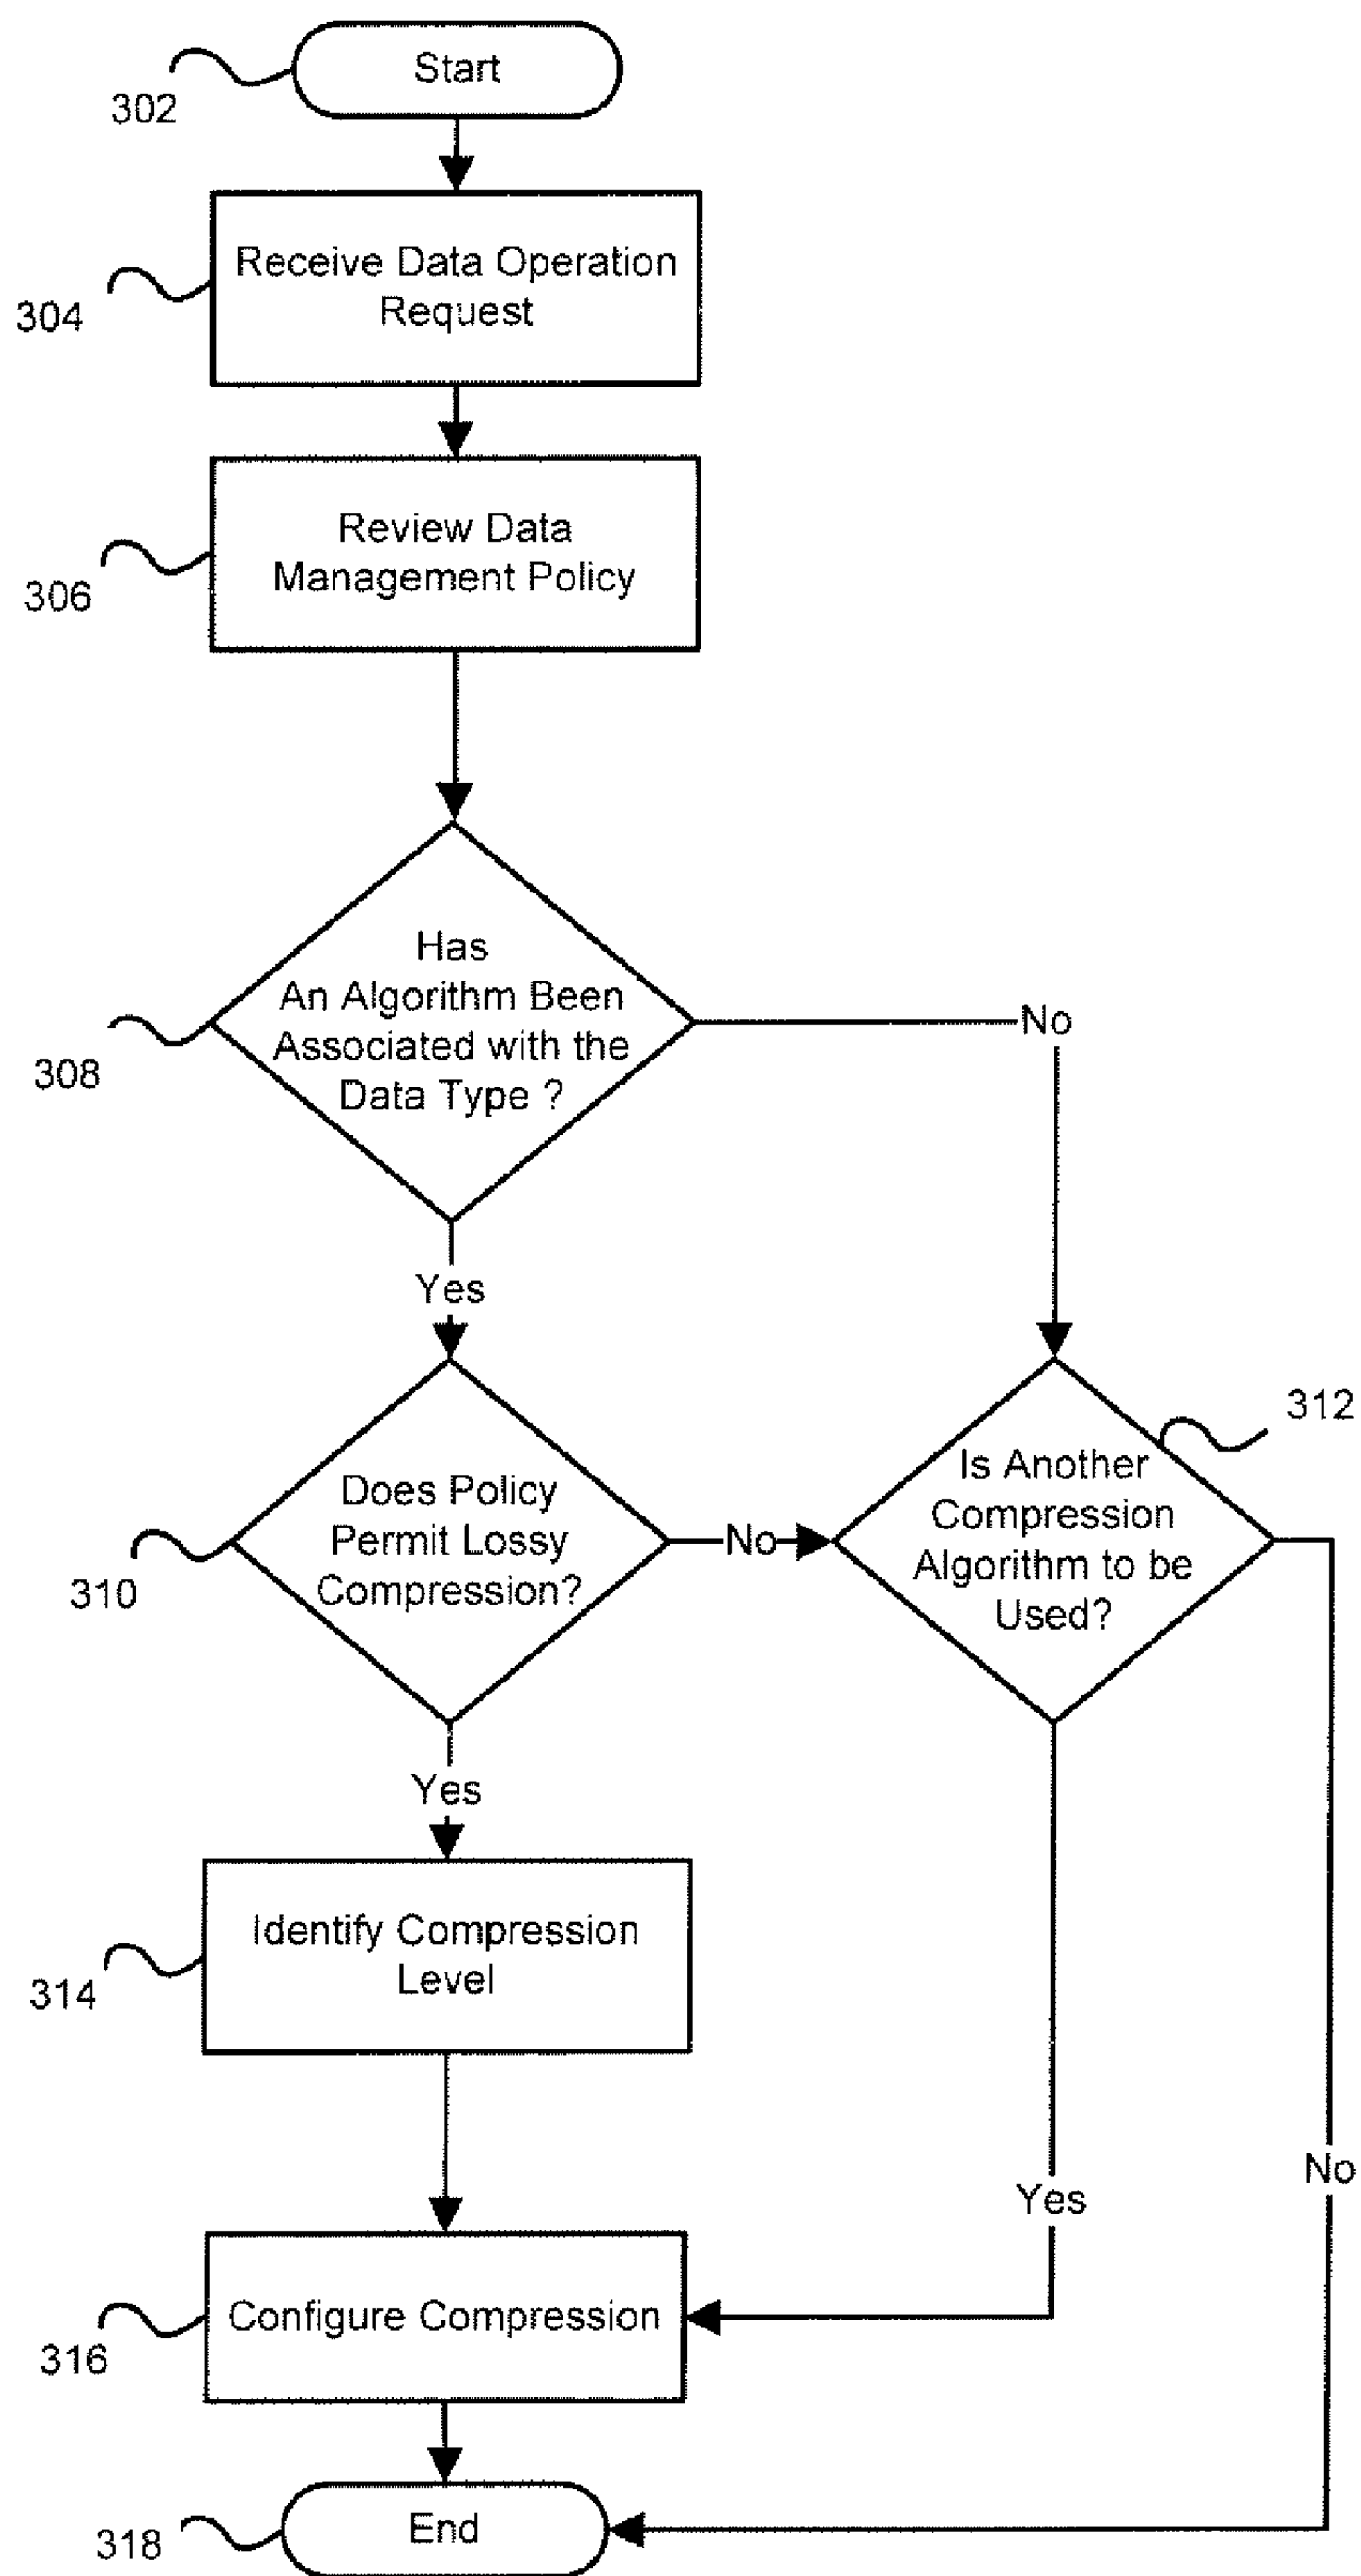 Start
302
Receive Data Operation
Request
304
Review Data
Management Policy
306
Has
An Algorithm Been
Associated with the
Data Type ?
308
No
Yes
312
Does Policy
Permit Lossy
Compression?
310
No
Is Another
Compression
Algorithm to be
Used?
Yes
Identify Compression
Level
314
No
Yes
Configure Compression
316
End
318